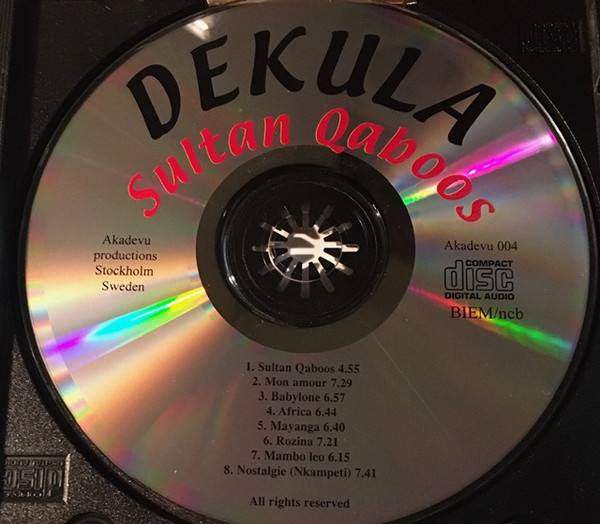 DEKULA
Sultan Qaboos
Akadevu
productions
Stockholm
Sweden
Akadevu 004
COMPACT
disc
DIGITAL AUDIO
BIEM/ncb
1. Sultan Qaboos 4.55
2. Mon amour 7.29
3. Babylone 6.57
4. Africa 6.44
5. Mayanga 6.40
6. Rozina 7.21
7. Mambo leo 6.15
8. Nostalgie (Nkampeti) 7.41
All rights reserved